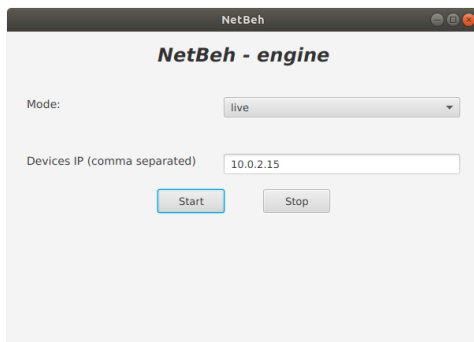 NetBeh
NetBeh - engine
Mode:
live
Devices IP (comma separated)
10.0.2.15
Start
Stop